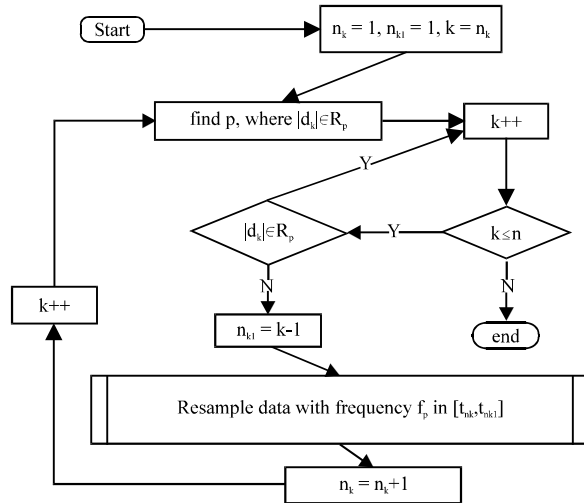 Start
n_k = 1, n_k1 = 1, k = n_k
find p, where |d_k|∈R_p
k++
Y
|d_k|∈R_p
Y
k≤n
N
N
k++
n_k1 = k-1
end
Resample data with frequency f_p in [t_nk,t_nk1]
n_k = n_k+1